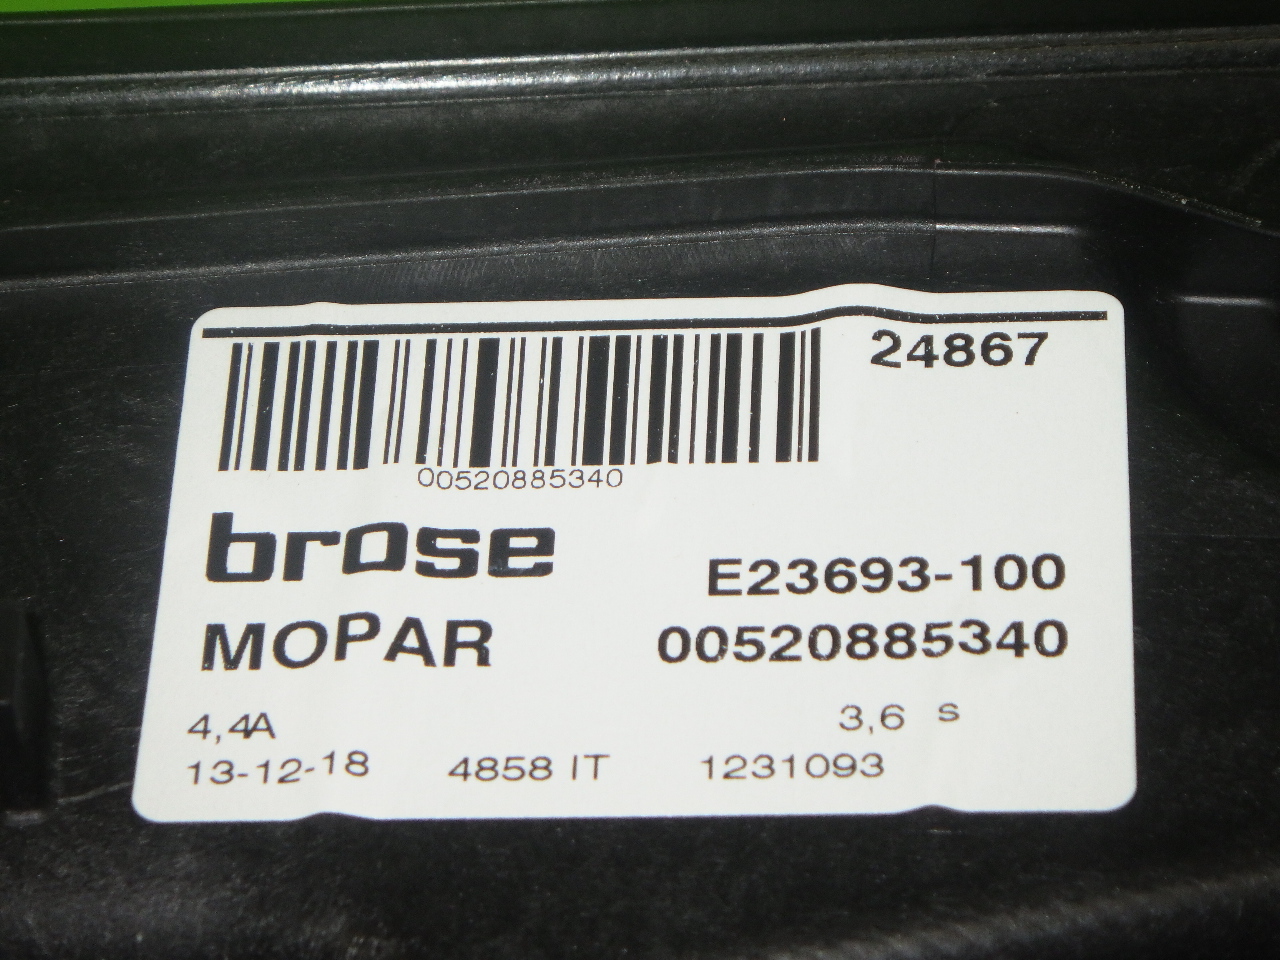 24867
00520885340
brose
E23693-100
MOPAR 00520885340
4,4A 3,6 s
13-12-18 4858 IT 1231093